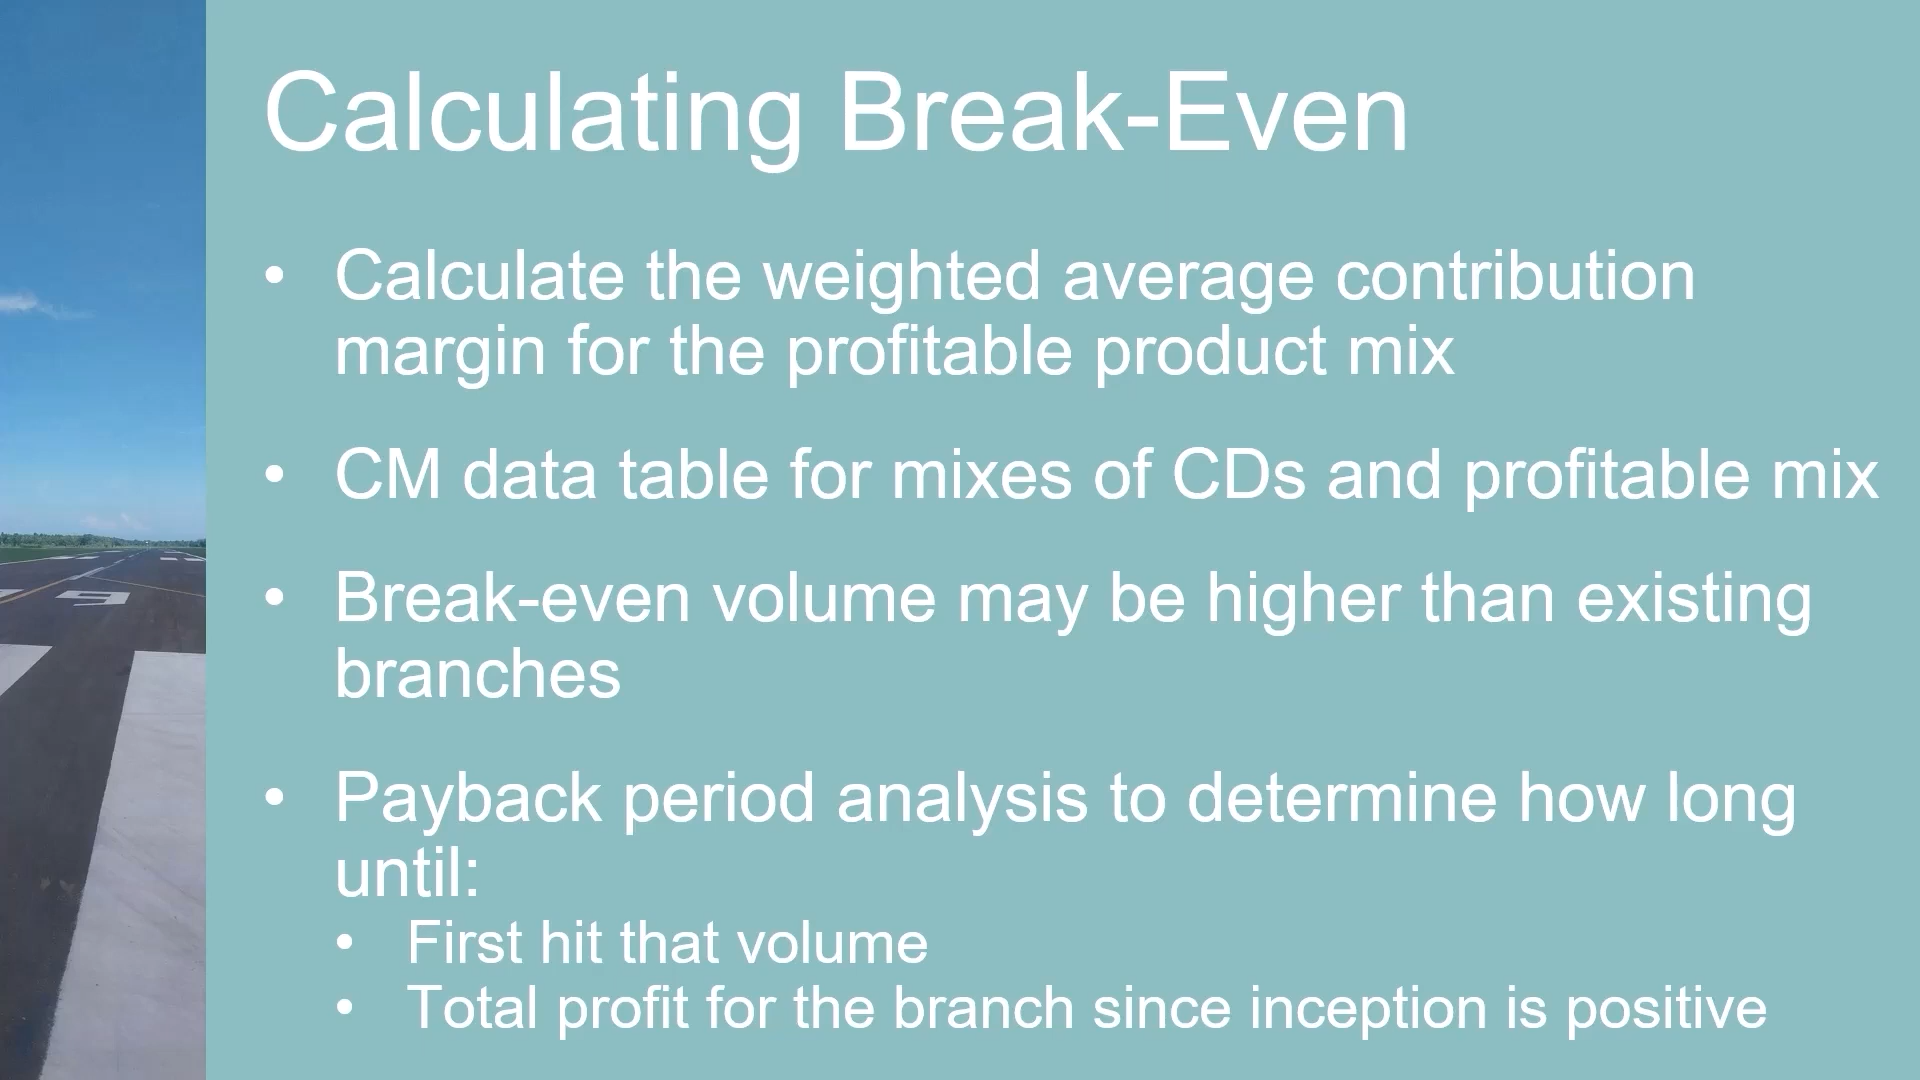 Calculating Break-Even
• Calculate the weighted average contribution
margin for the profitable product mix
• CM data table for mixes of CDs and profitable mix
• Break-even volume may be higher than existing
branches
• Payback period analysis to determine how long
until:
• First hit that volume
• Total profit for the branch since inception is positive
9